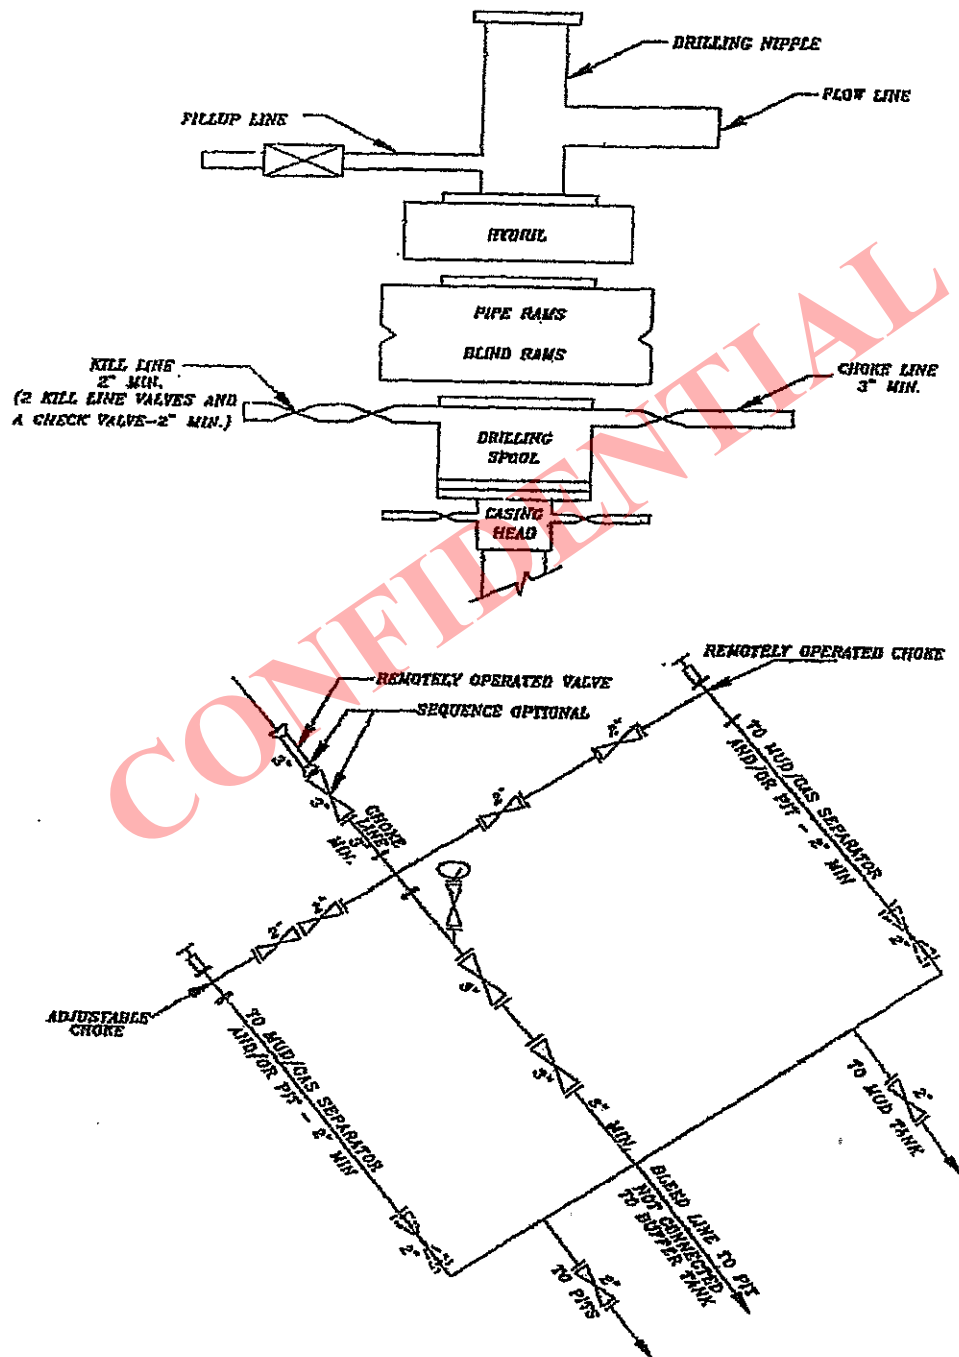 DRILLING NIPPLE
FLOW LINE
FILLUP LINE
HYDRIL
PIPE RAMS
BLIND RAMS
KILL LINE
2" MIN.
(2 KILL LINE VALVES AND
A CHECK VALVE-2" MIN.)
CHOKE LINE
3" MIN.
DRILLING
SPOOL
CASING
HEAD
CONFIDENTIAL
REMOTELY OPERATED CHOKE
REMOTELY OPERATED VALVE
SEQUENCE OPTIONAL
3"
3"
CHOKE
LINE
3"
MIN.
2"
2"
TO MUD/GAS SEPARATOR
AND/OR PIT - 2" MIN
2"
2"
2"
ADJUSTABLE
CHOKE
TO MUD/GAS SEPARATOR
AND/OR PIT - 2" MIN
2"
3"
3"
3" MIN.
BLEED LINE TO PIT
NOT CONNECTED
TO BUFFER TANK
2"
TO MUD TANK
2"
TO PITS